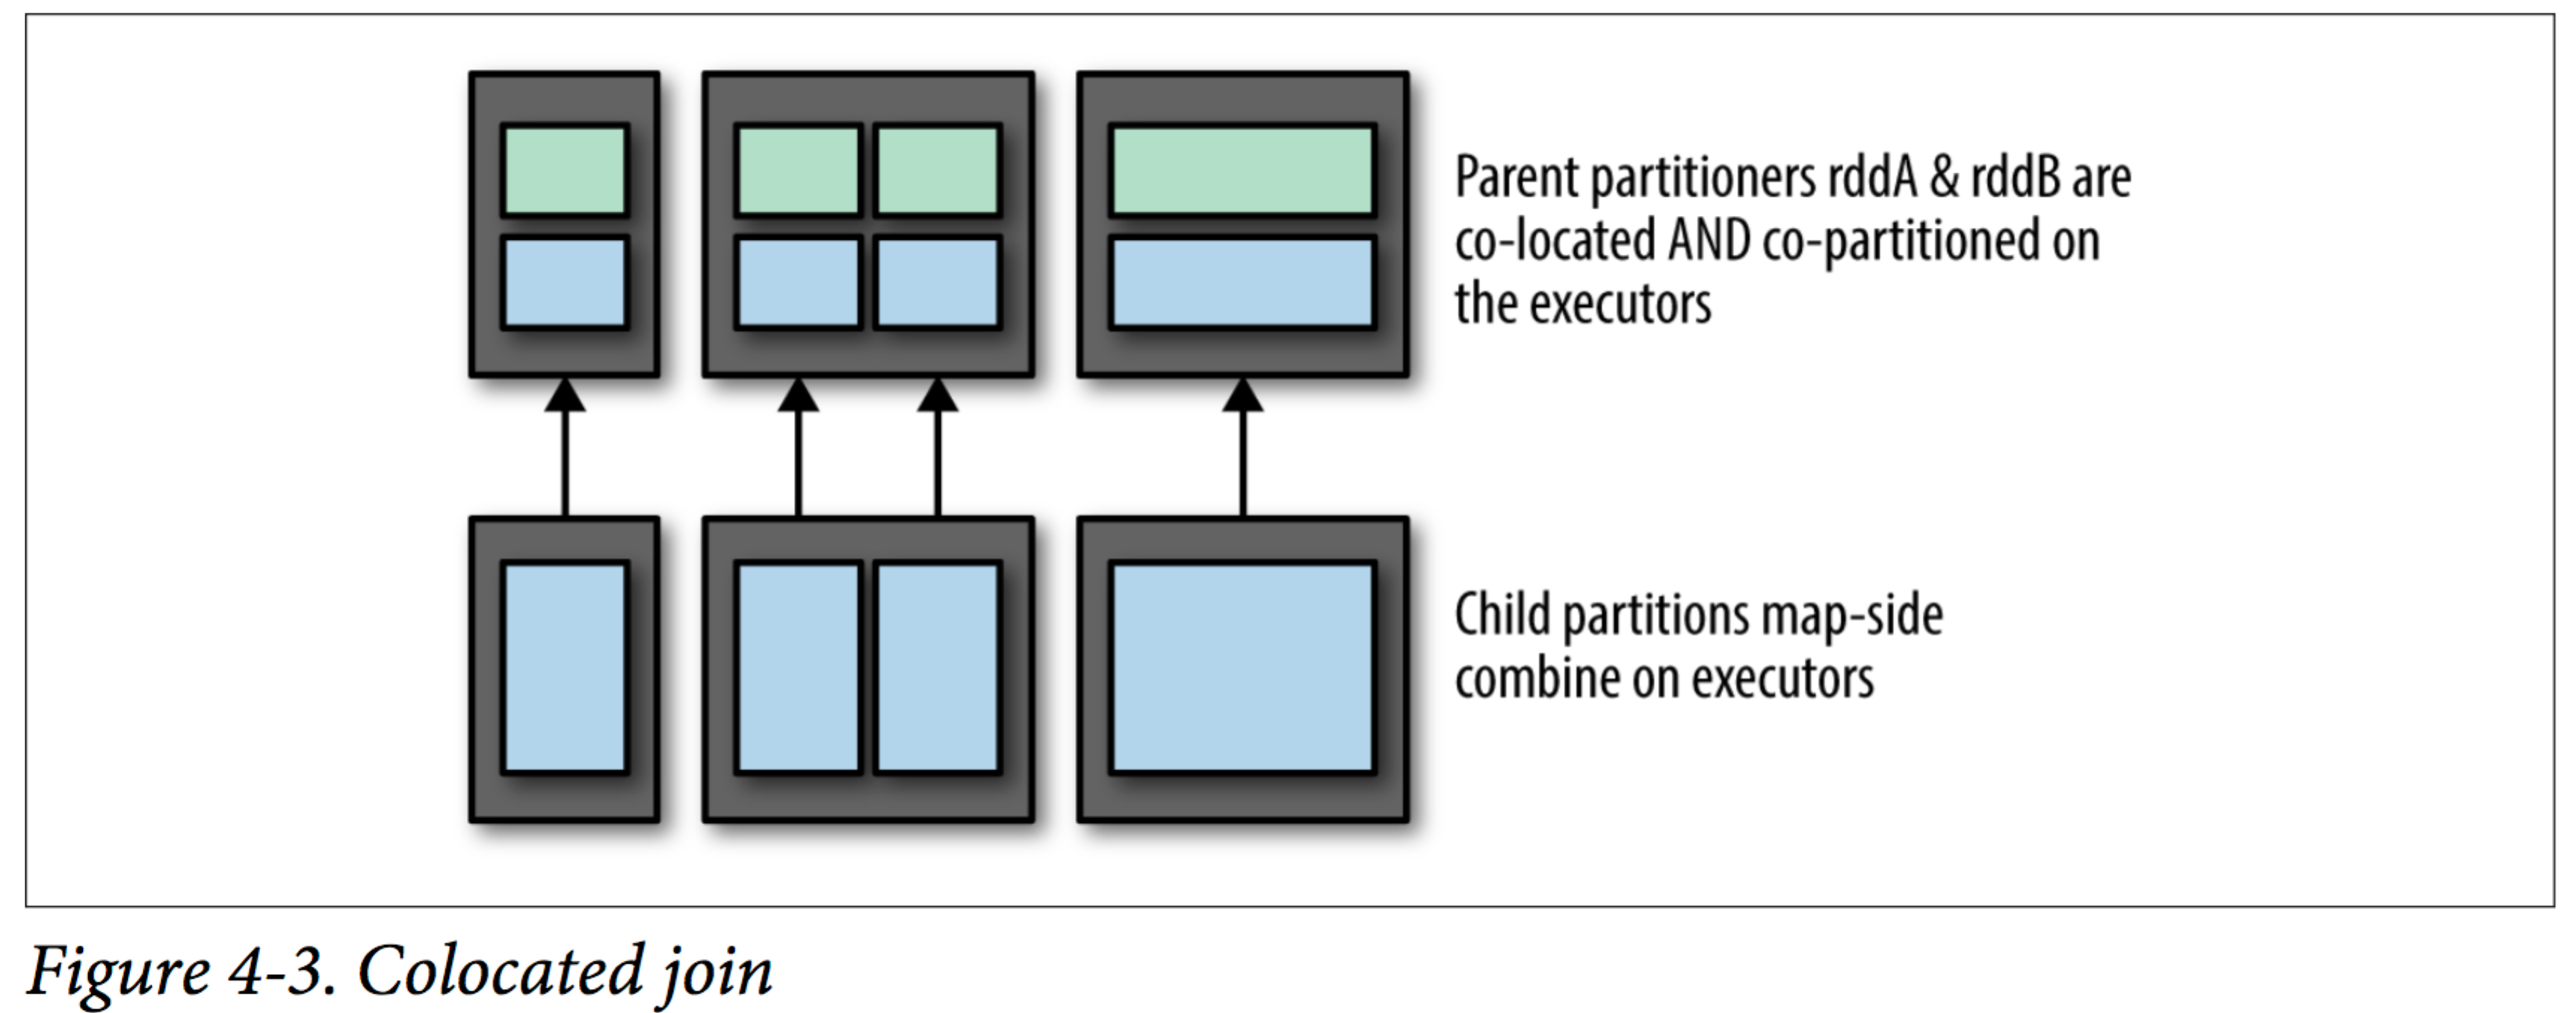 Parent partitioners rddA & rddB are
co-located AND co-partitioned on
the executors
Child partitions map-side
combine on executors
Figure 4-3. Colocated join